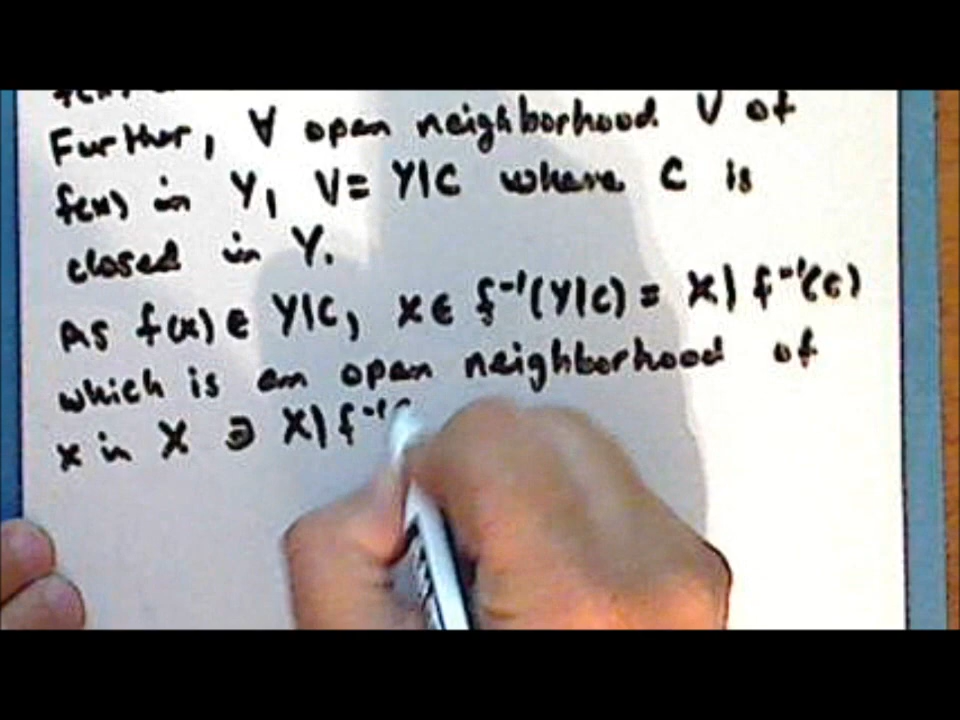 Further, ∀ open neighborhood V of
f(x) in Y, V= Y\C where C is
closed in Y.
As f(x) ∈ Y\C, x ∈ f⁻¹(Y\C) = X\ f⁻¹(C)
which is an open neighborhood of
x in X ∋ X\ f⁻¹(